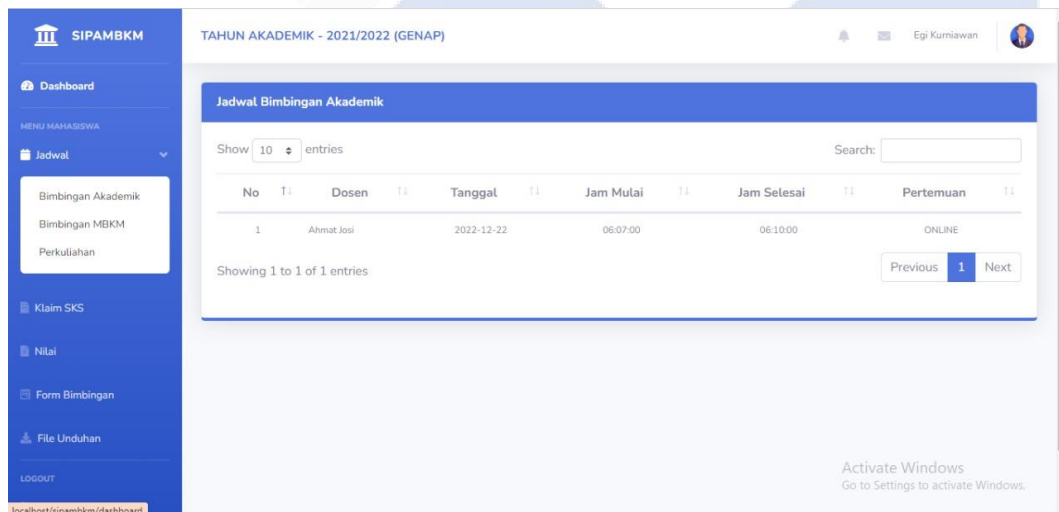 SIPAMBKM
TAHUN AKADEMIK - 2021/2022 (GENAP)
Egi Kurniawan
Dashboard
MENU MAHASISWA
Jadwal
Bimbingan Akademik
Bimbingan MBKM
Perkuliahan
Klaim SKS
Nilai
Form Bimbingan
File Unduhan
LOGOUT
localhost/sipambkm/dashboard
Jadwal Bimbingan Akademik
Show 10 entries
Search:
No Dosen Tanggal Jam Mulai Jam Selesai Pertemuan
1 Ahmat Josi 2022-12-22 06:07:00 06:10:00 ONLINE
Showing 1 to 1 of 1 entries
Previous 1 Next
Activate Windows
Go to Settings to activate Windows.